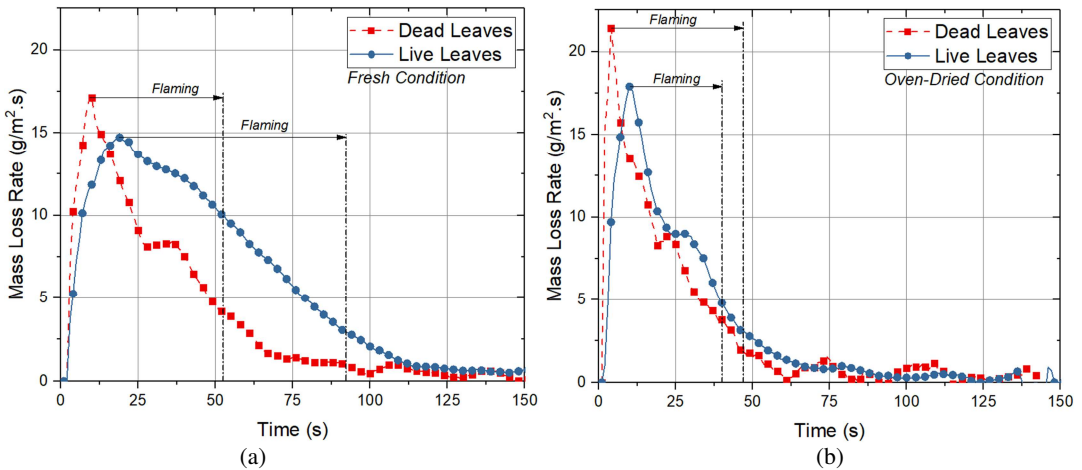 (a)
Dead Leaves
Live Leaves
Fresh Condition
Flaming
Flaming
20
15
10
5
0
Mass Loss Rate (g/m².s)
0 25 50 75 100 125 150
Time (s)
(a)
(b)
Dead Leaves
Live Leaves
Oven-Dried Condition
Flaming
Flaming
20
15
10
5
0
Mass Loss Rate (g/m².s)
0 25 50 75 100 125 150
Time (s)
(b)